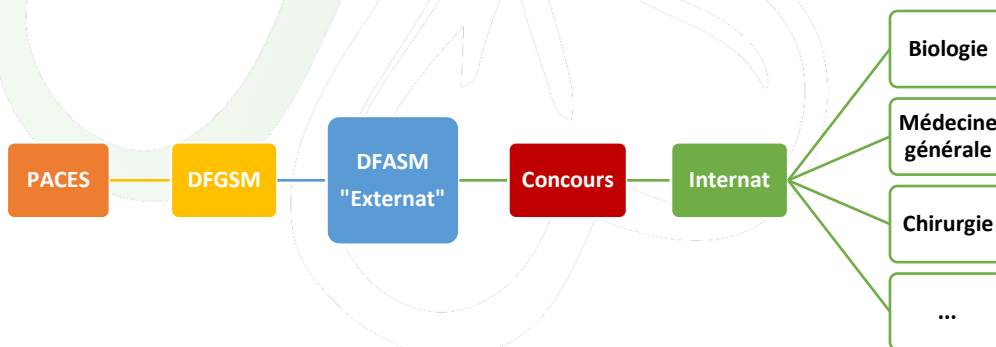 PACES
DFGSM
DFASM
"Externat"
Concours
Internat
Biologie
Médecine
générale
Chirurgie
...